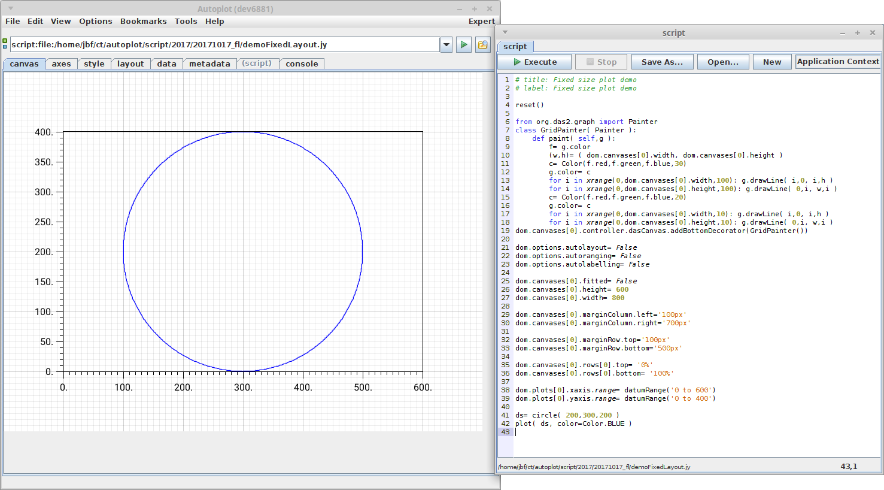 Autoplot (dev6881)
File Edit View Options Bookmarks Tools Help Expert
script:file:/home/jbf/ct/autoplot/script/2017/20171017_fl/demoFixedLayout.jy
canvas axes style layout data metadata (script) console
400.
350.
300.
250.
200.
150.
100.
50.
0.
0. 100. 200. 300. 400. 500. 600.
script
script
Execute Stop Save As... Open... New Application Context
1 # title: Fixed size plot demo
2 # label: fixed size plot demo
3
4 reset()
5
6 from org.das2.graph import Painter
7 class GridPainter( Painter ):
8 def paint( self,g ):
9 f= g.color
10 (w,h)= ( dom.canvases[0].width, dom.canvases[0].height )
11 c= Color(f.red,f.green,f.blue,30)
12 g.color= c
13 for i in xrange(0,dom.canvases[0].width,100): g.drawLine( i,0, i,h )
14 for i in xrange(0,dom.canvases[0].height,100): g.drawLine( 0,i, w,i )
15 c= Color(f.red,f.green,f.blue,20)
16 g.color= c
17 for i in xrange(0,dom.canvases[0].width,10): g.drawLine( i,0, i,h )
18 for i in xrange(0,dom.canvases[0].height,10): g.drawLine( 0,i, w,i )
19 dom.canvases[0].controller.dasCanvas.addBottomDecorator(GridPainter())
20
21 dom.options.autolayout= False
22 dom.options.autoranging= False
23 dom.options.autolabelling= False
24
25 dom.canvases[0].fitted= False
26 dom.canvases[0].height= 600
27 dom.canvases[0].width= 800
28
29 dom.canvases[0].marginColumn.left='100px'
30 dom.canvases[0].marginColumn.right='700px'
31
32 dom.canvases[0].marginRow.top='100px'
33 dom.canvases[0].marginRow.bottom='500px'
34
35 dom.canvases[0].rows[0].top= '0%'
36 dom.canvases[0].rows[0].bottom= '100%'
37
38 dom.plots[0].xaxis.range= datumRange('0 to 600')
39 dom.plots[0].yaxis.range= datumRange('0 to 400')
40
41 ds= circle( 200,300,200 )
42 plot( ds, color=Color.BLUE )
43
/home/jbf/ct/autoplot/script/2017/20171017_fl/demoFixedLayout.jy 43,1